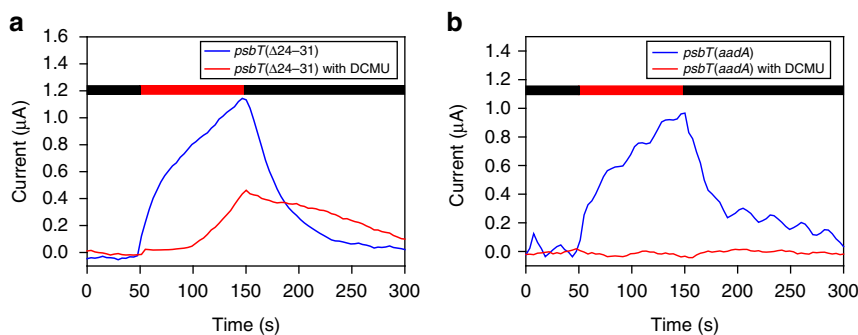 a
psbT(Δ24–31)
psbT(Δ24–31) with DCMU
Current (μA)
1.6
1.4
1.2
1.0
0.8
0.6
0.4
0.2
0.0
0 50 100 150 200 250 300
Time (s)
b
psbT(aadA)
psbT(aadA) with DCMU
Current (μA)
1.4
1.2
1.0
0.8
0.6
0.4
0.2
0.0
0 50 100 150 200 250 300
Time (s)